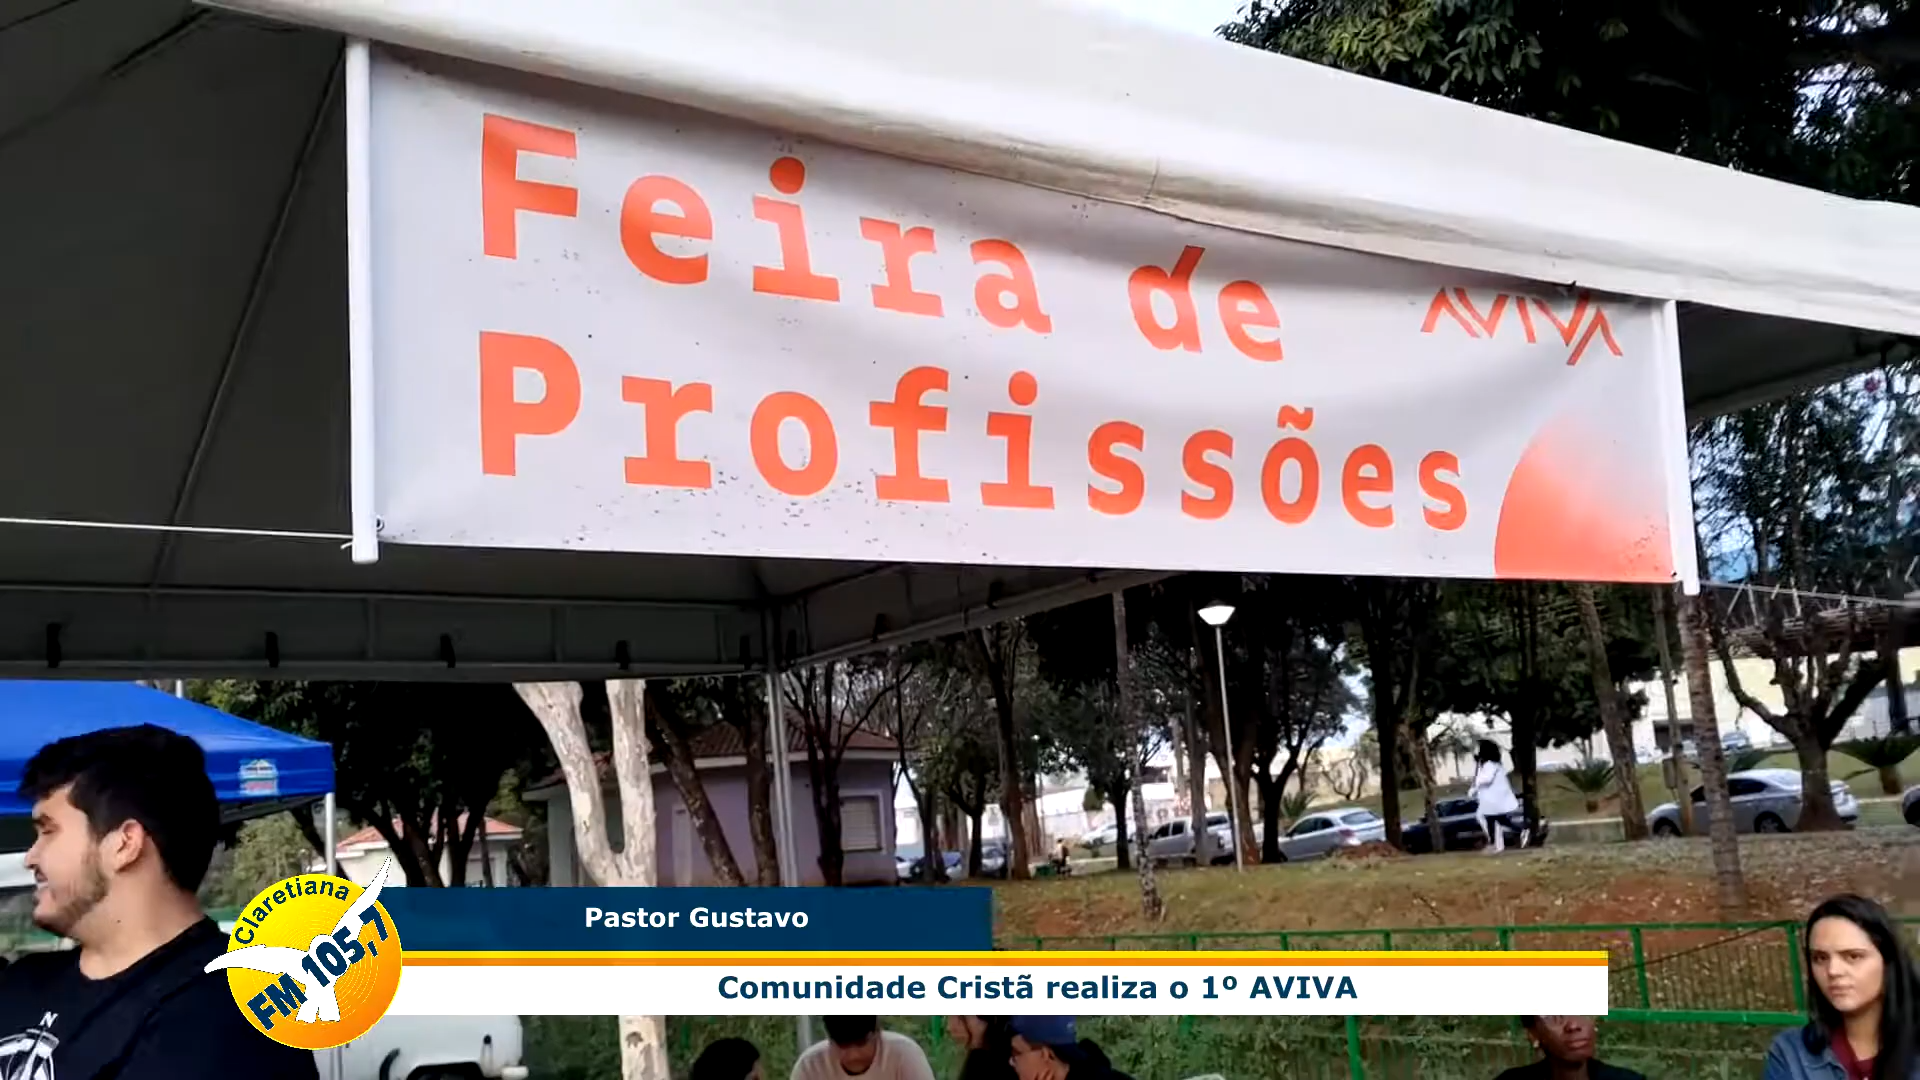 Feira de
AVIVA
Profissões
Claretiana
FM 105,7
Pastor Gustavo
Comunidade Cristã realiza o 1º AVIVA
N